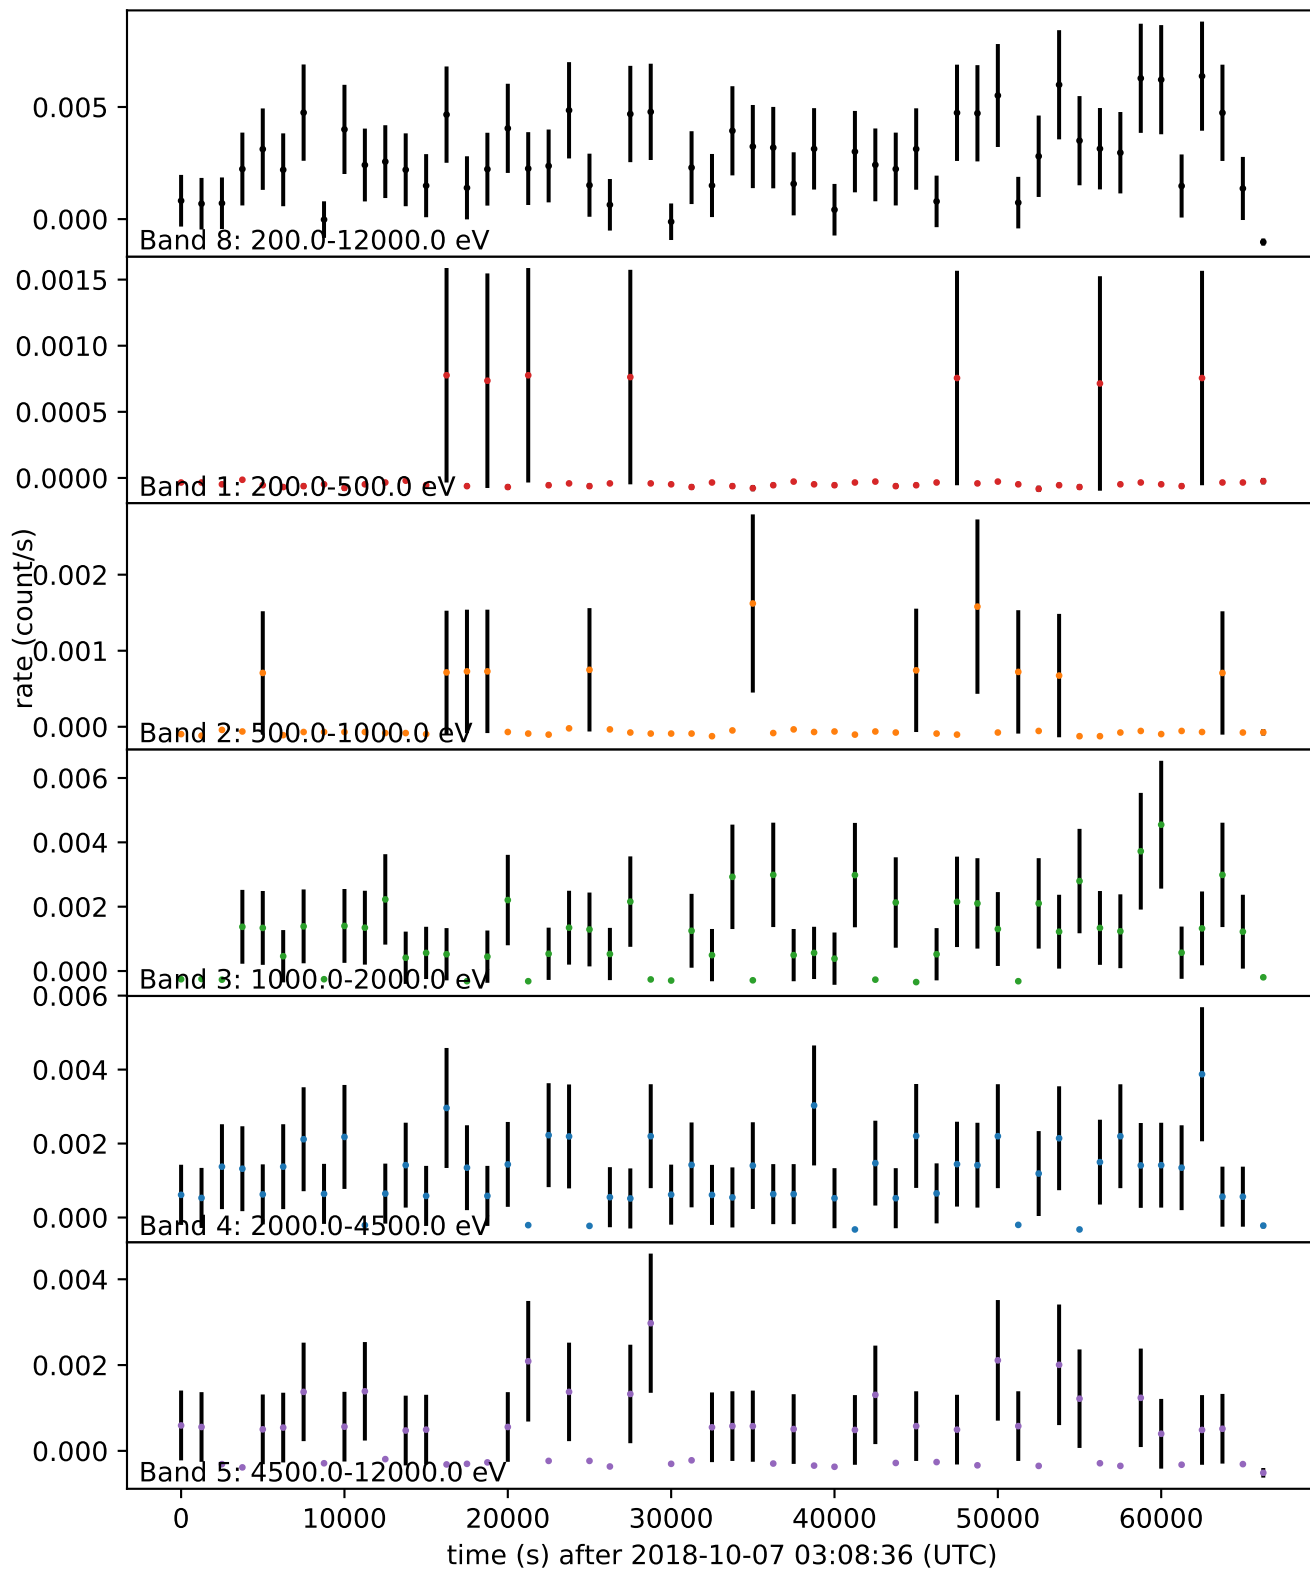 0.005
0.000
Band 8: 200.0-12000.0 eV
0.0015
0.0010
0.0005
0.0000
Band 1: 200.0-500.0 eV
rate (count/s)
0.002
0.001
0.000
Band 2: 500.0-1000.0 eV
0.006
0.004
0.002
0.000
Band 3: 1000.0-2000.0 eV
0.006
0.004
0.002
0.000
Band 4: 2000.0-4500.0 eV
0.004
0.002
0.000
Band 5: 4500.0-12000.0 eV
0 10000 20000 30000 40000 50000 60000
time (s) after 2018-10-07 03:08:36 (UTC)